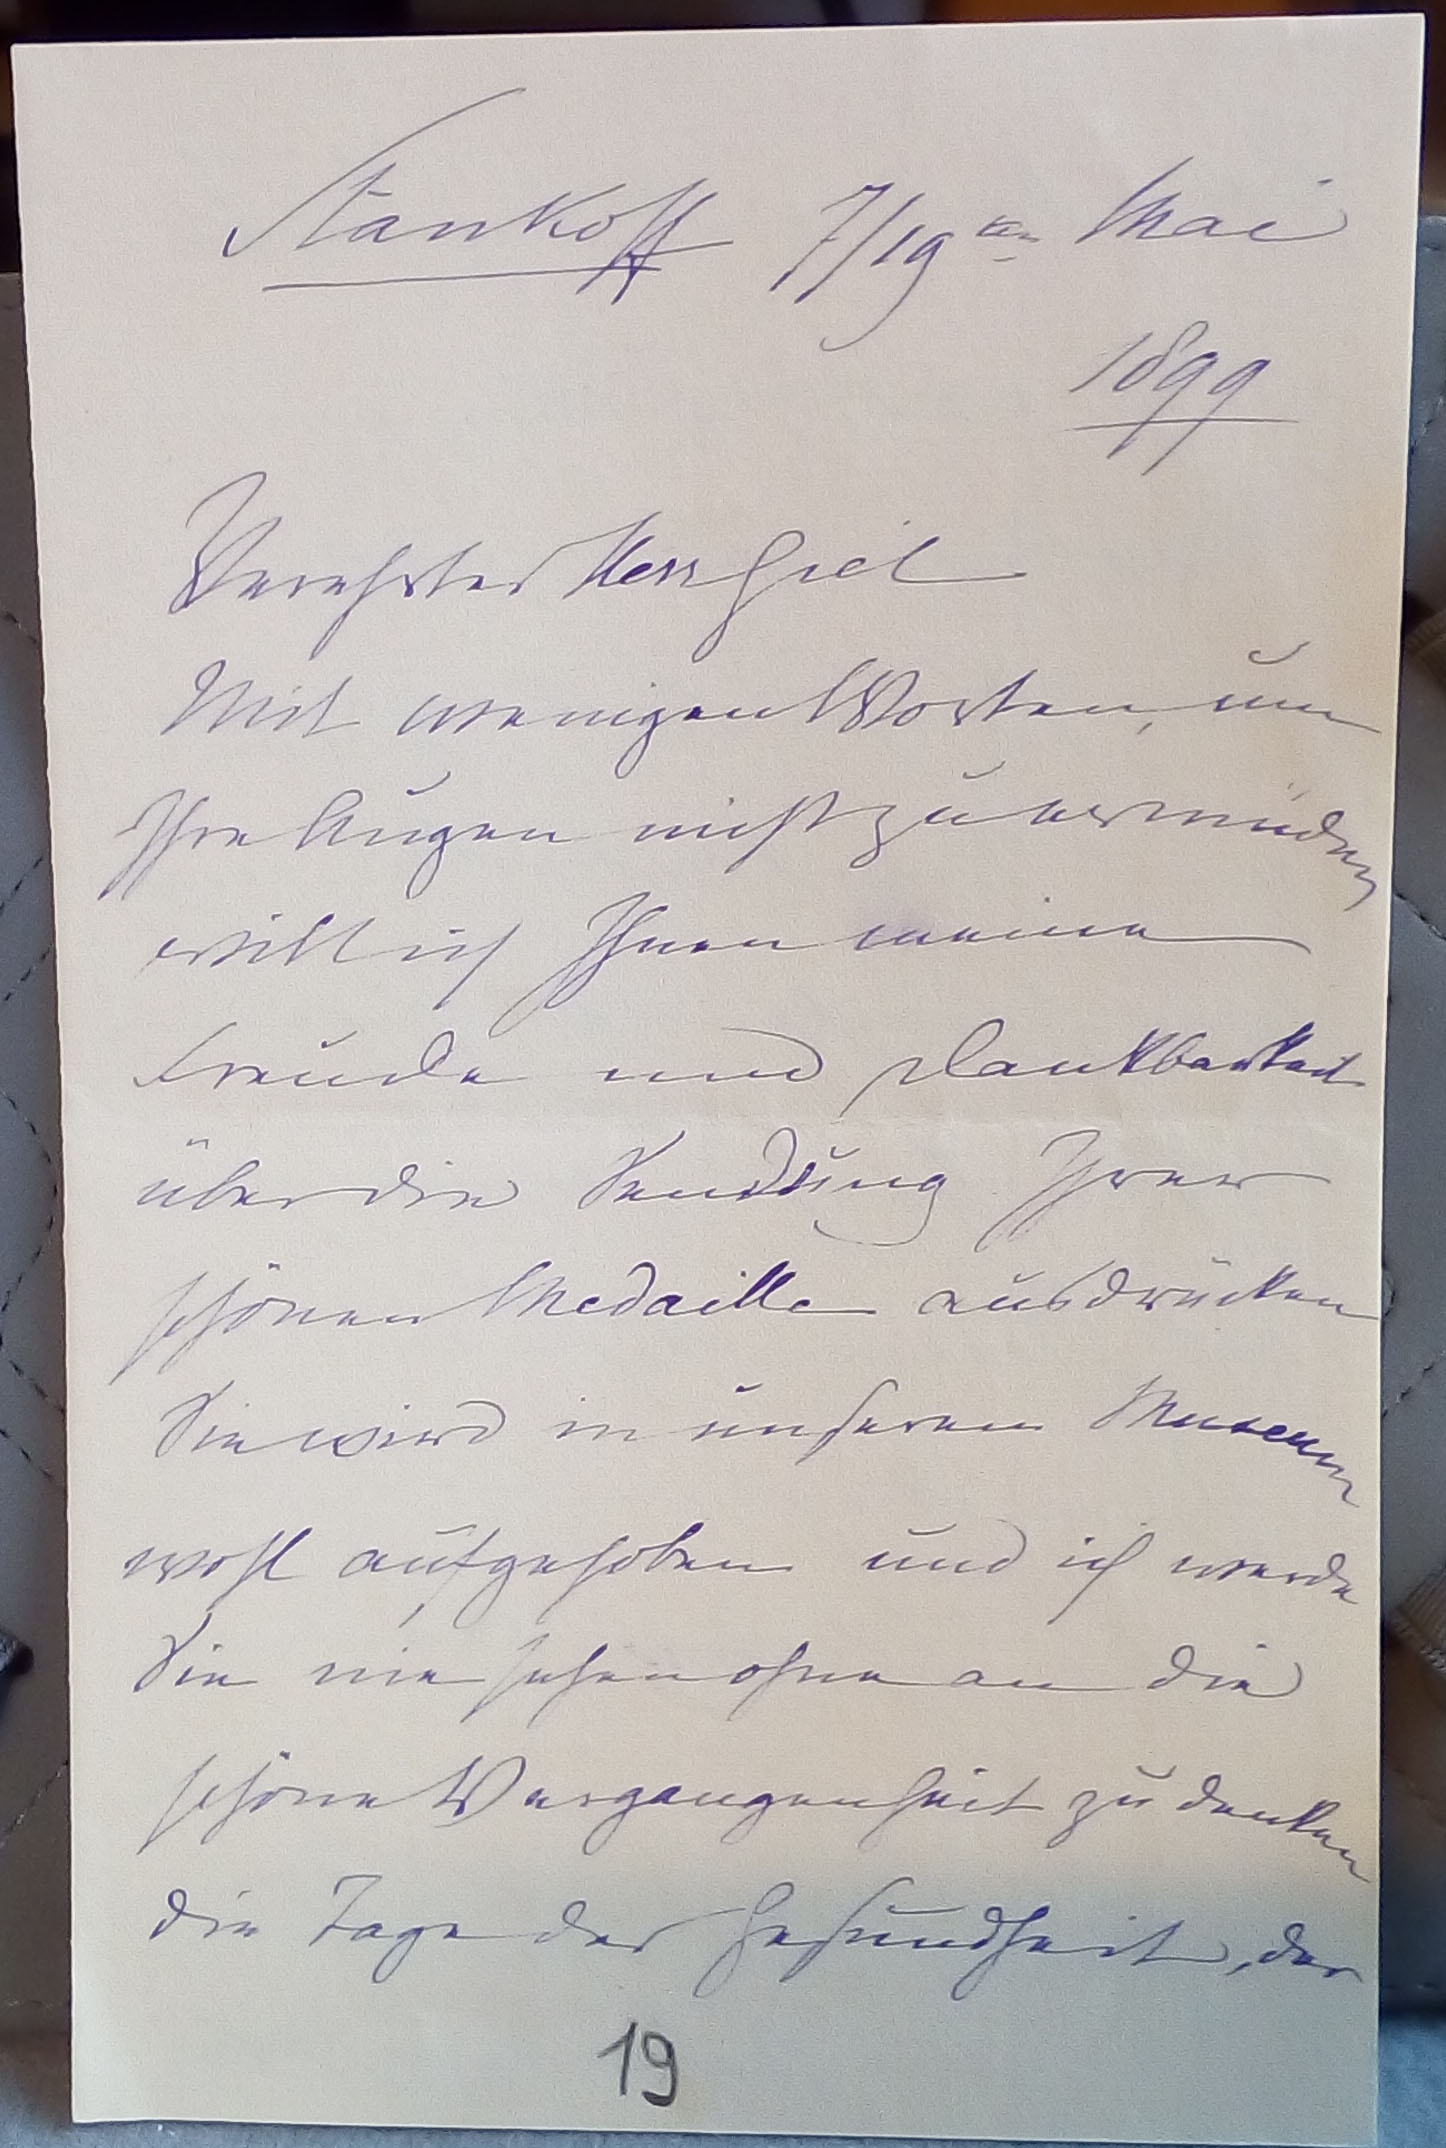 Stankoff 7/19ten Mai
1899
Verehrter Herr Giel
Mit wenigen Worten, um
Ihre Augen nicht zu ermüden
will ich Ihnen meine
Freude und Dankbarkeit
über die Sendung Ihrer
schönen Medaille ausdrücken
Sie wird in unserem Museum
wohl aufgehoben und ich werde
Sie nie sehen ohne an die
schöne Vergangenheit zu denken
die Tage der Gesundheit, der
19